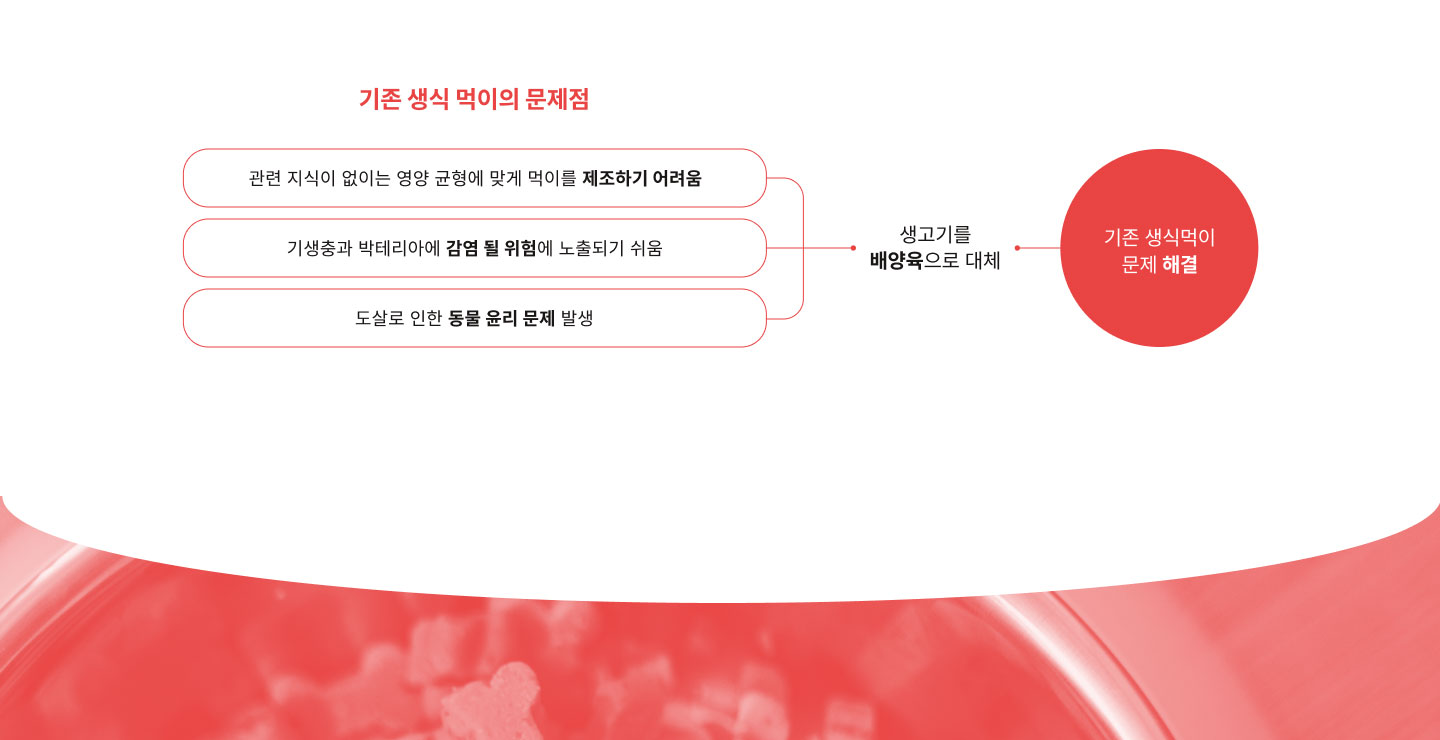 기존 생식 먹이의 문제점
관련 지식이 없이는 영양 균형에 맞게 먹이를 제조하기 어려움
기생충과 박테리아에 감염 될 위험에 노출되기 쉬움
도살로 인한 동물 윤리 문제 발생
생고기를
배양육으로 대체
기존 생식먹이
문제 해결